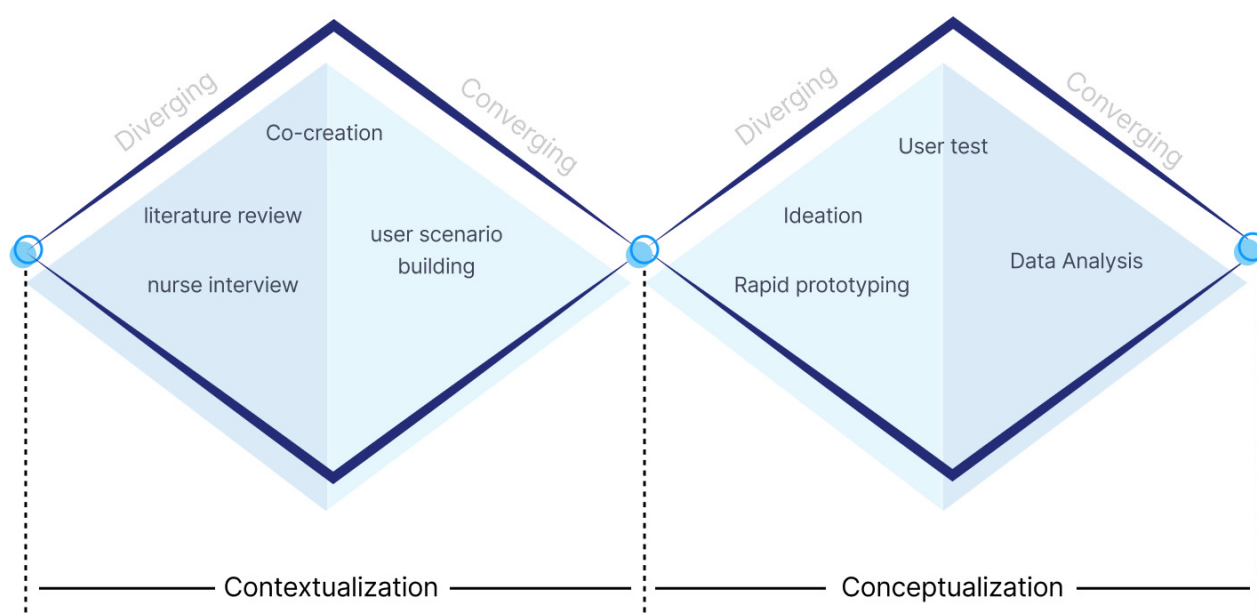 Diverging
Converging
Co-creation
literature review
nurse interview
user scenario
building
Diverging
Converging
User test
Ideation
Rapid prototyping
Data Analysis
Contextualization
Conceptualization